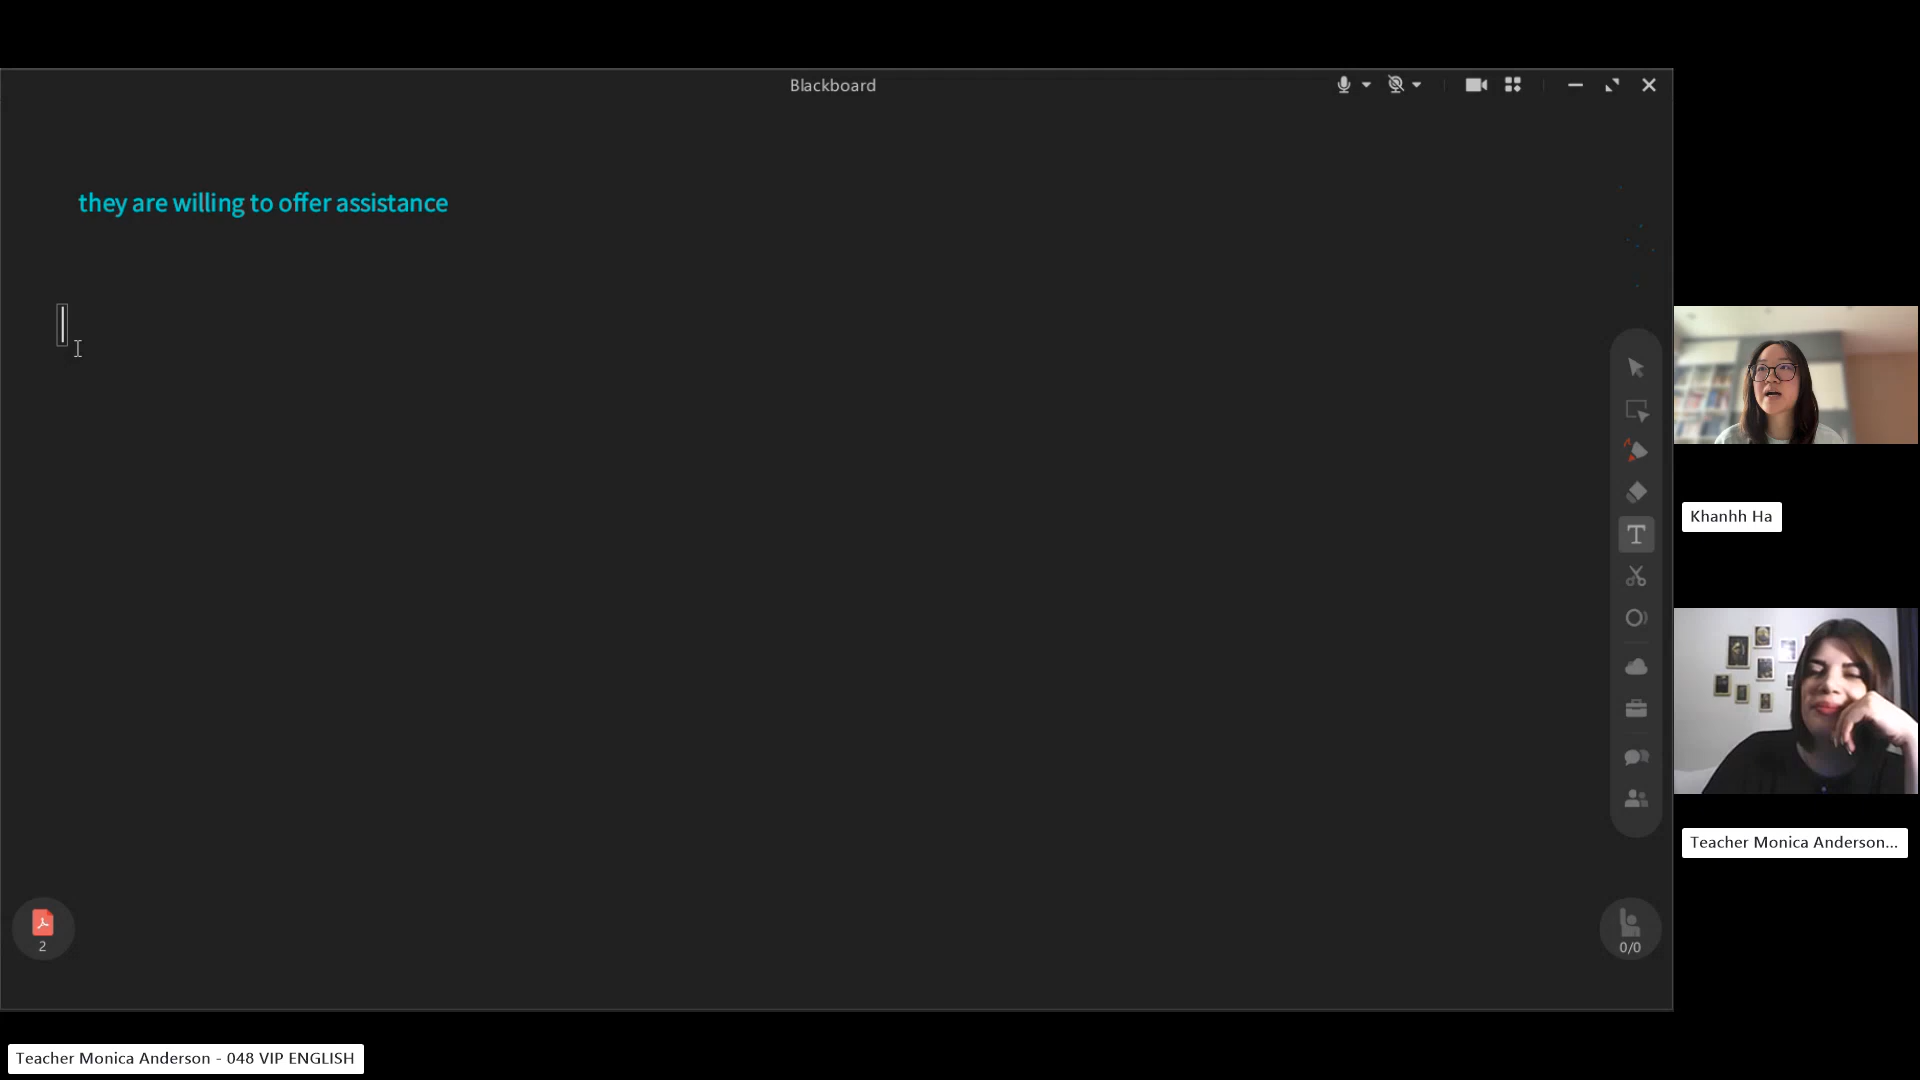 Blackboard
they are willing to offer assistance
Khanhh Ha
Teacher Monica Anderson...
2
0/0
Teacher Monica Anderson - 048 VIP ENGLISH